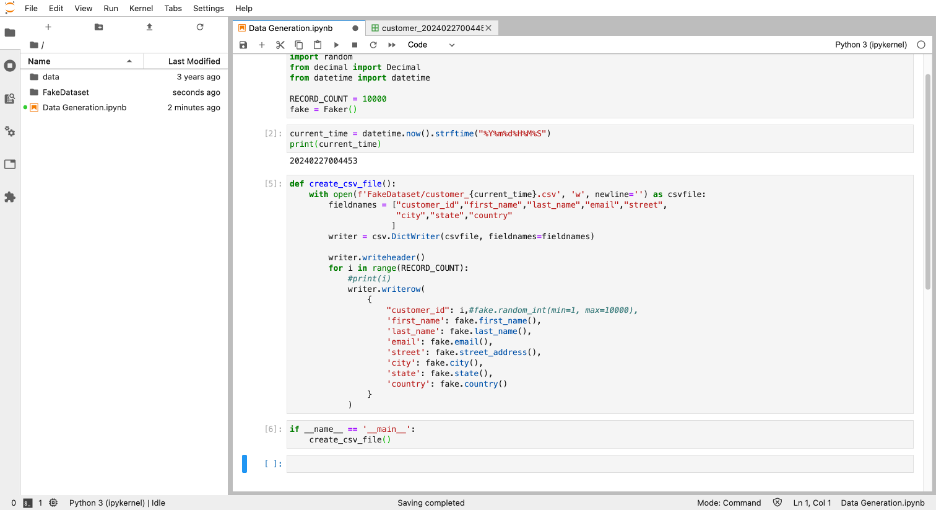 File Edit View Run Kernel Tabs Settings Help
/
Name Last Modified
data 3 years ago
FakeDataset seconds ago
Data Generation.ipynb 2 minutes ago
Data Generation.ipynb
Code
Python 3 (ipykernel)
import random
from decimal import Decimal
from datetime import datetime
RECORD_COUNT = 10000
fake = Faker()
[2]:
current_time = datetime.now().strftime("%Y%m%d%H%M%S")
print(current_time)
20240227004453
[5]:
def create_csv_file():
with open(f'FakeDataset/customer_{current_time}.csv', 'w', newline='') as csvfile:
fieldnames = ["customer_id","first_name","last_name","email","street",
"city","state","country"
]
writer = csv.DictWriter(csvfile, fieldnames=fieldnames)
writer.writeheader()
for i in range(RECORD_COUNT):
#print(i)
writer.writerow(
{
"customer_id": i,#fake.random_int(min=1, max=10000),
'first_name': fake.first_name(),
'last_name': fake.last_name(),
'email': fake.email(),
'street': fake.street_address(),
'city': fake.city(),
'state': fake.state(),
'country': fake.country()
}
)
[6]:
if __name__ == '__main__':
create_csv_file()
[ ]:
0 1 Python 3 (ipykernel) | Idle Saving completed Mode: Command Ln 1, Col 1 Data Generation.ipynb